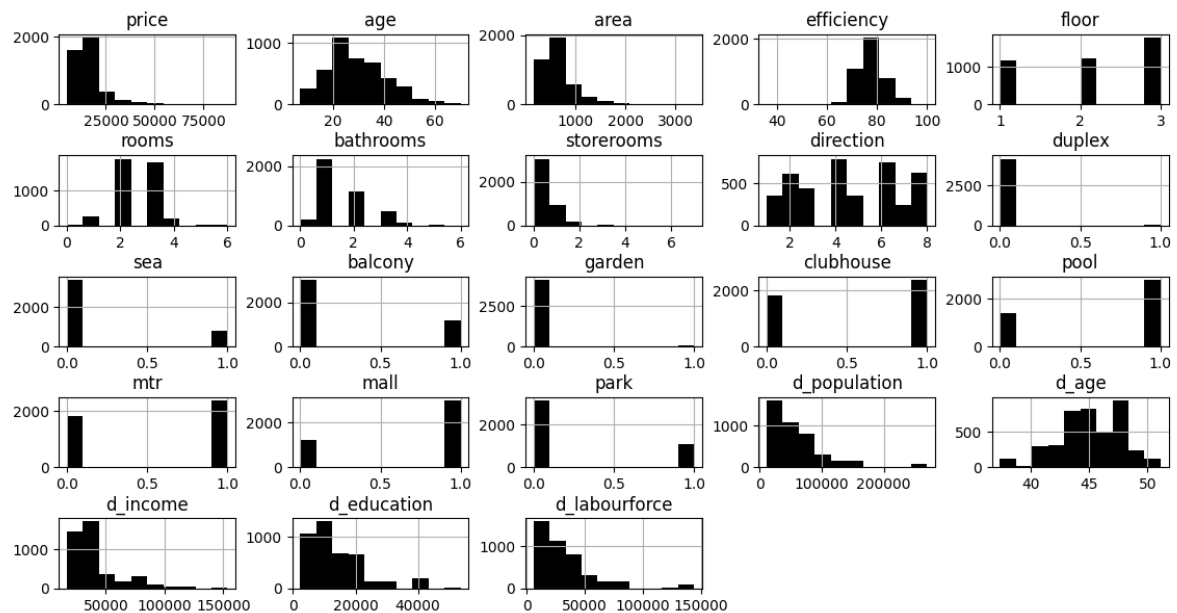 price age area efficiency floor
2000 1000 2000 2000 1000
0 0 0 0 0
25000 50000 75000 20 40 60 0 1000 2000 3000 40 60 80 100 1 2 3
rooms bathrooms storerooms direction duplex
1000 2000 2000 500 2500
0 0 0 0 0
0 2 4 6 0 2 4 6 0 2 4 6 2 4 6 8 0.0 0.5 1.0
sea balcony garden clubhouse pool
2000 2000 2500 2000 2000
0 0 0 0 0
0.0 0.5 1.0 0.0 0.5 1.0 0.0 0.5 1.0 0.0 0.5 1.0 0.0 0.5 1.0
mtr mall park d_population d_age
2000 2000 2000 1000 500
0 0 0 0 0
0.0 0.5 1.0 0.0 0.5 1.0 0.0 0.5 1.0 0 100000 200000 40 45 50
d_income d_education d_labourforce
1000 1000 1000
0 0 0
50000 100000 150000 0 20000 40000 0 50000 100000 150000